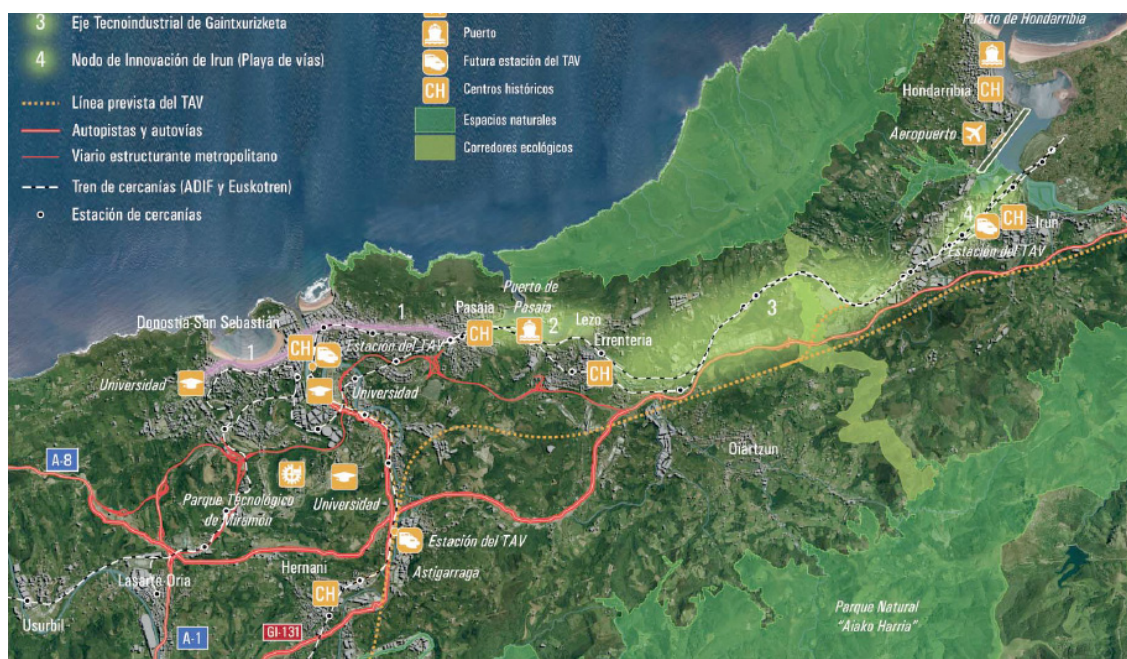 3 Eje Tecnoindustrial de Gaintxurizketa
4 Nodo de Innovación de Irun (Playa de vías)
Línea prevista del TAV
Autopistas y autovías
Viario estructurante metropolitano
Tren de cercanías (ADIF y Euskotren)
Estación de cercanías
Puerto
Futura estación del TAV
CH Centros históricos
Espacios naturales
Corredores ecológicos
Puerto de Hondarribia
Hondarribia CH
Aeropuerto
4
CH Irun
Estación del TAV
Puerto de
Pasaia
1
Pasaia
CH
2
Lezo
3
Donostia-San Sebastián
CH
Estación del TAV
Errenteria
CH
1
Universidad
Universidad
Oiartzun
A-8
Parque Tecnológico
de Miramón
Universidad
Estación del TAV
Hernani
Astigarraga
Lasarte-Oria
CH
Usurbil
A-1
GI-131
Parque Natural
"Aiako Harria"